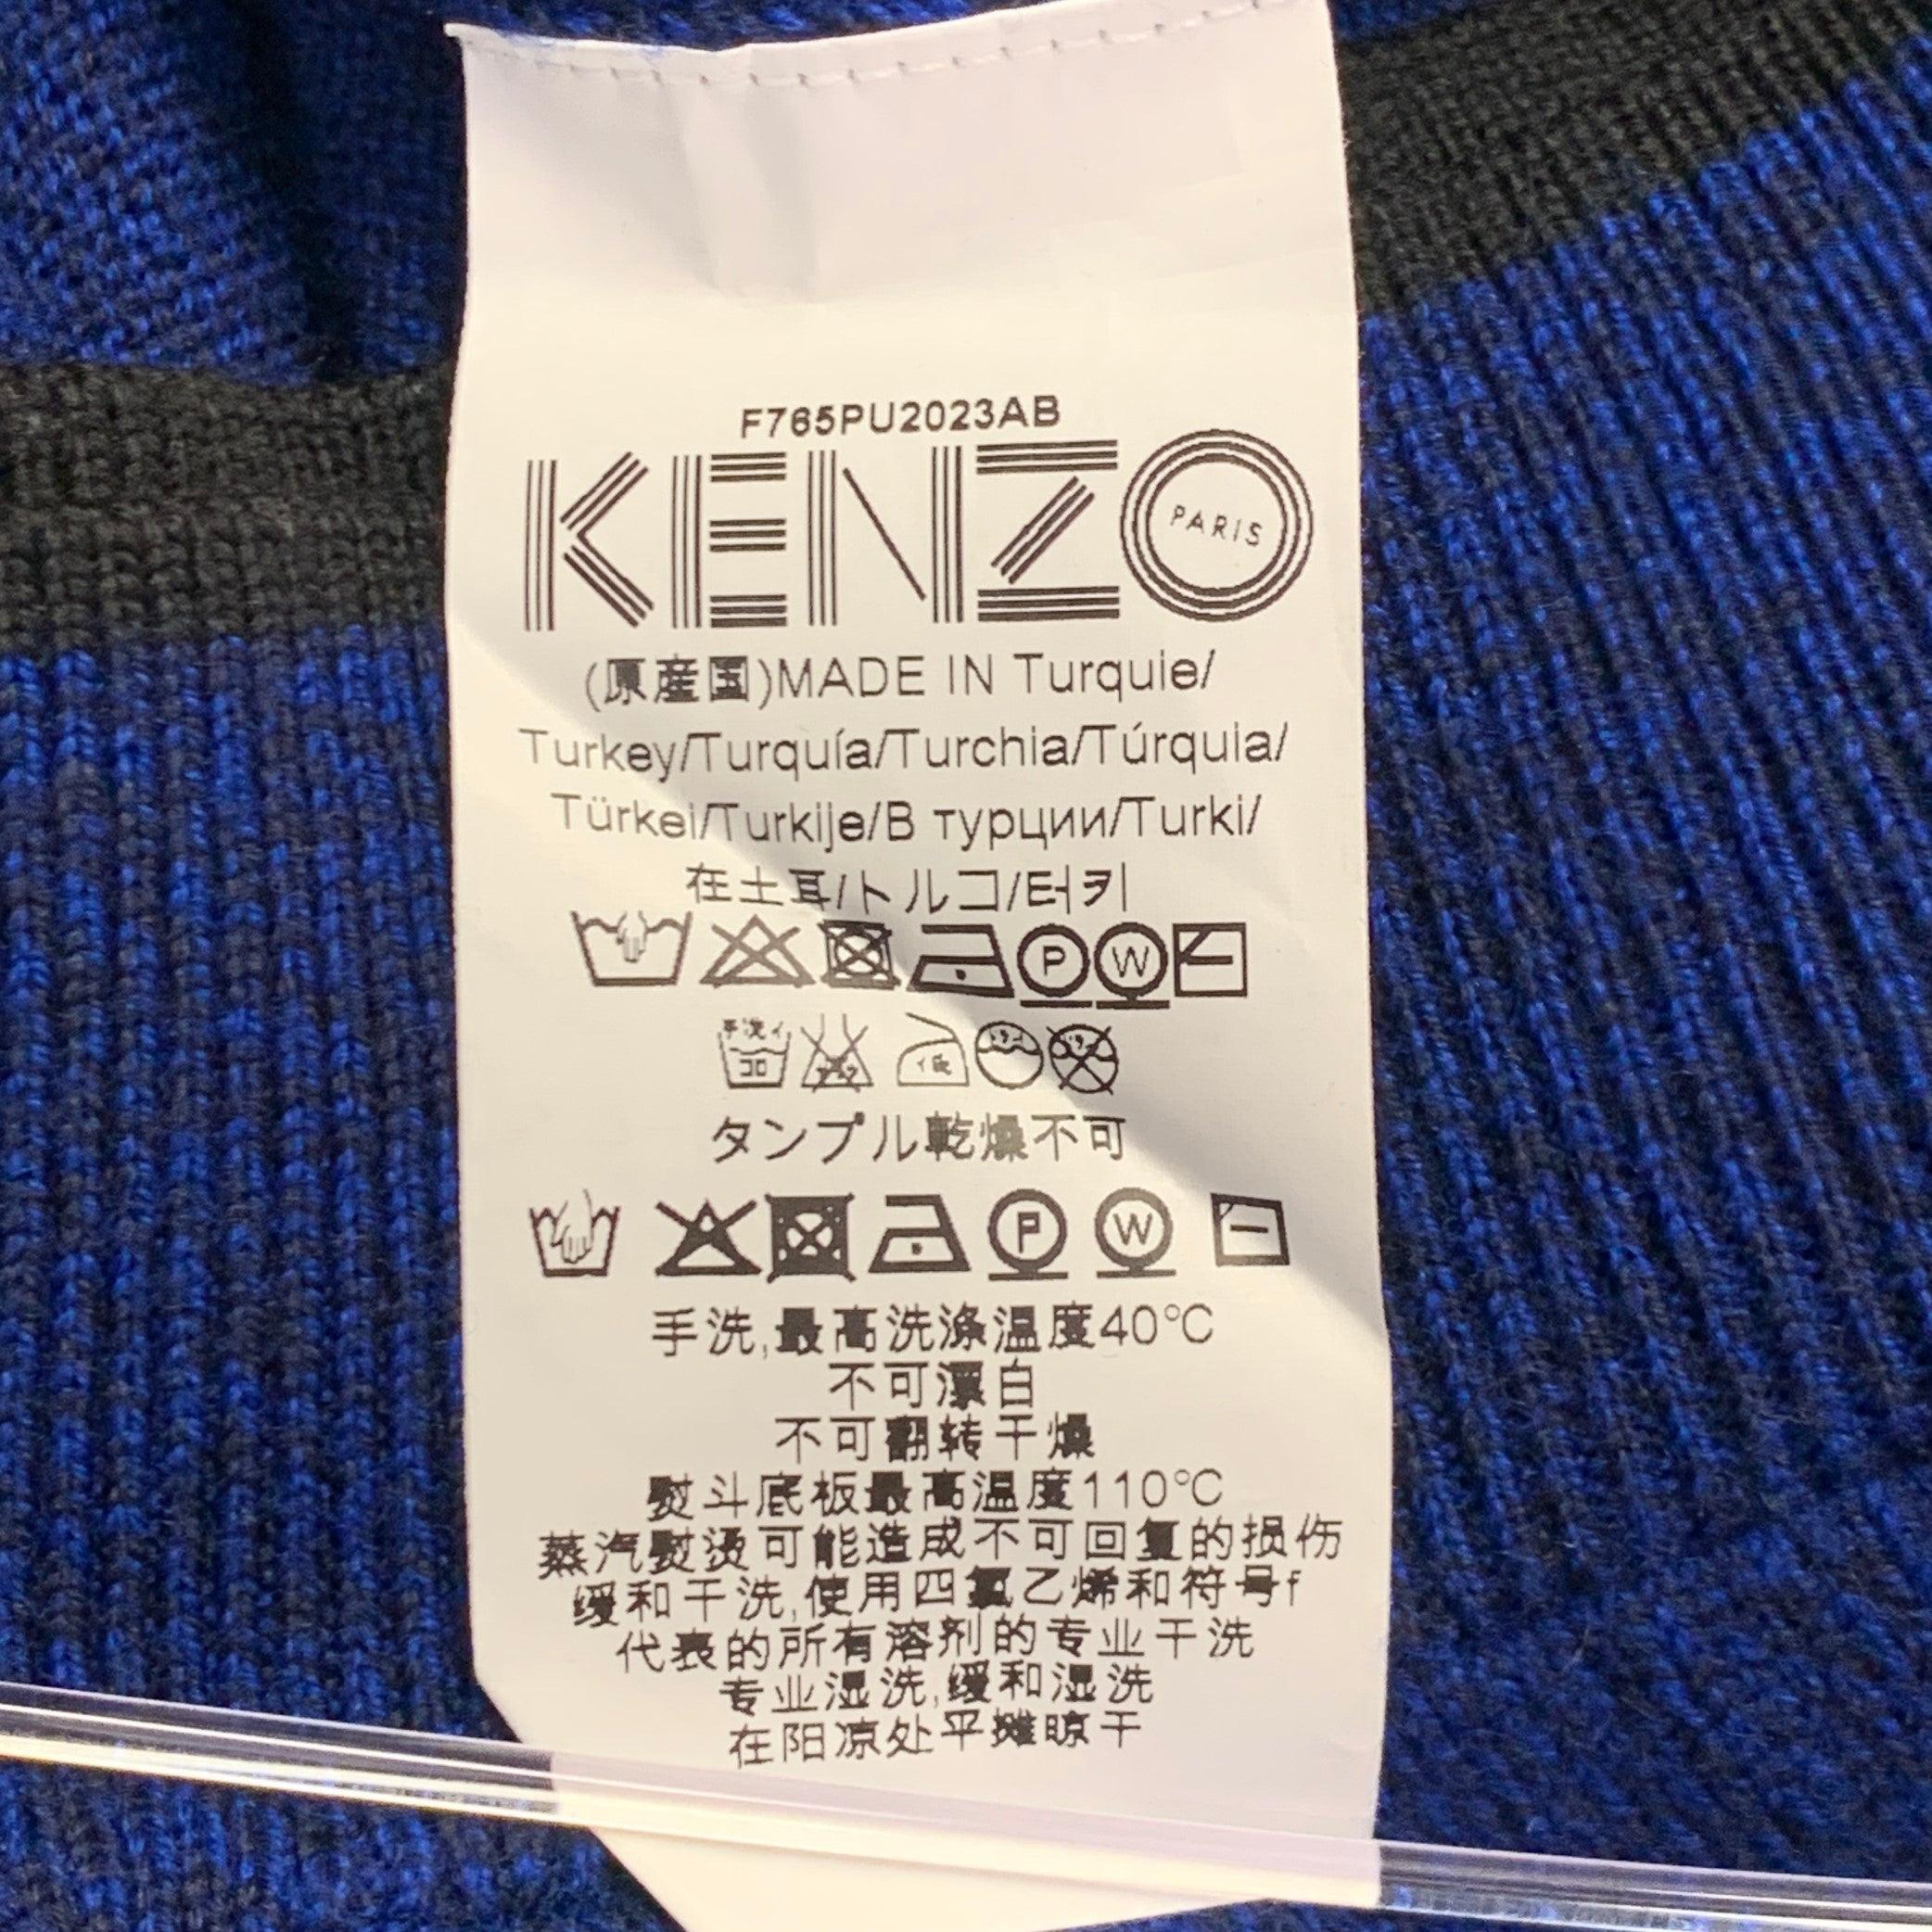 F765PU2023AB
KENZO PARIS
(原産国)MADE IN Turquie/
Turkey/Turquía/Turchia/Túrquia/
Türkei/Turkije/В турции/Turki/
在土耳/トルコ/터키
P W
手洗イ
タンブル乾燥不可
P W
手洗,最高洗涤温度40°C
不可漂白
不可翻转干燥
熨斗底板最高温度110°C
蒸汽熨烫可能造成不可回复的损伤
缓和干洗,使用四氯乙烯和符号f
代表的所有溶剂的专业干洗
专业湿洗,缓和湿洗
在阳凉处平摊晾干